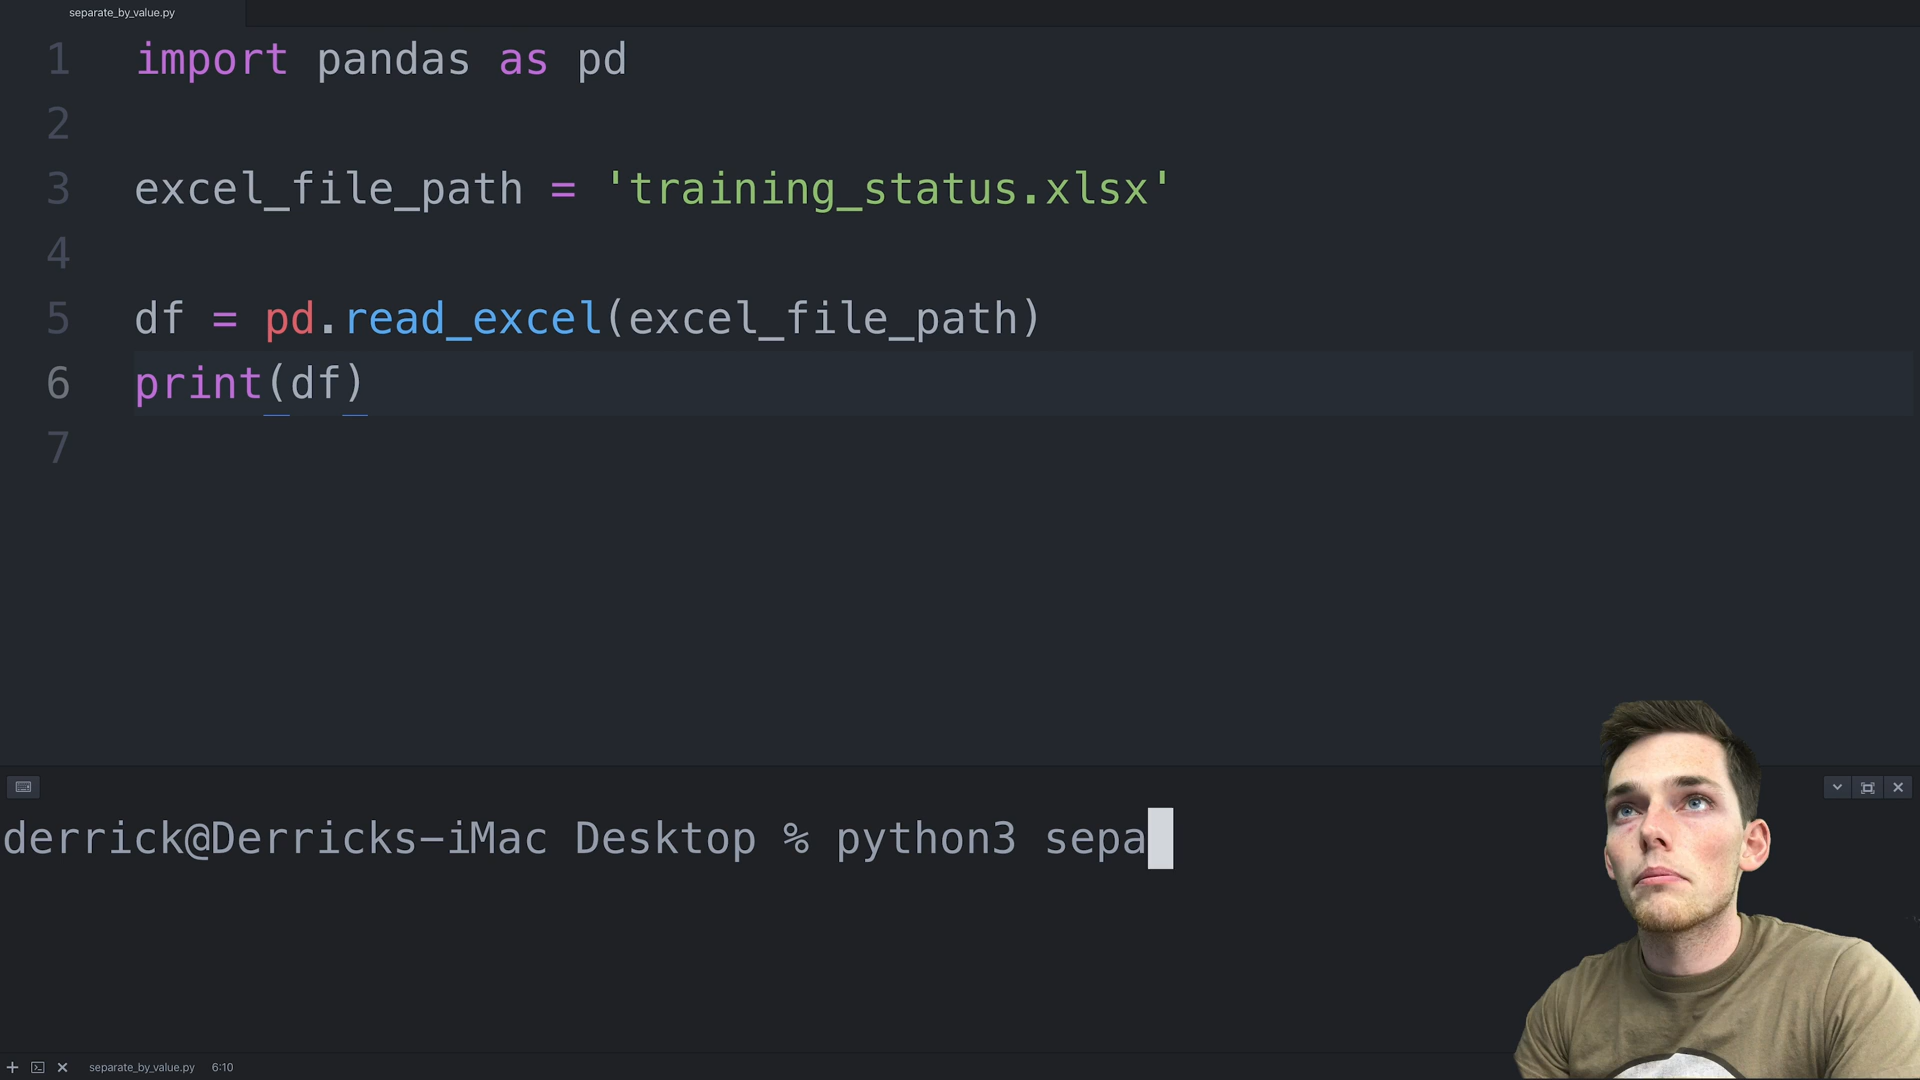 separate_by_value.py
1 import pandas as pd
2
3 excel_file_path = 'training_status.xlsx'
4
5 df = pd.read_excel(excel_file_path)
6 print(df)
7
derrick@Derricks-iMac Desktop % python3 sepa
separate_by_value.py 6:10